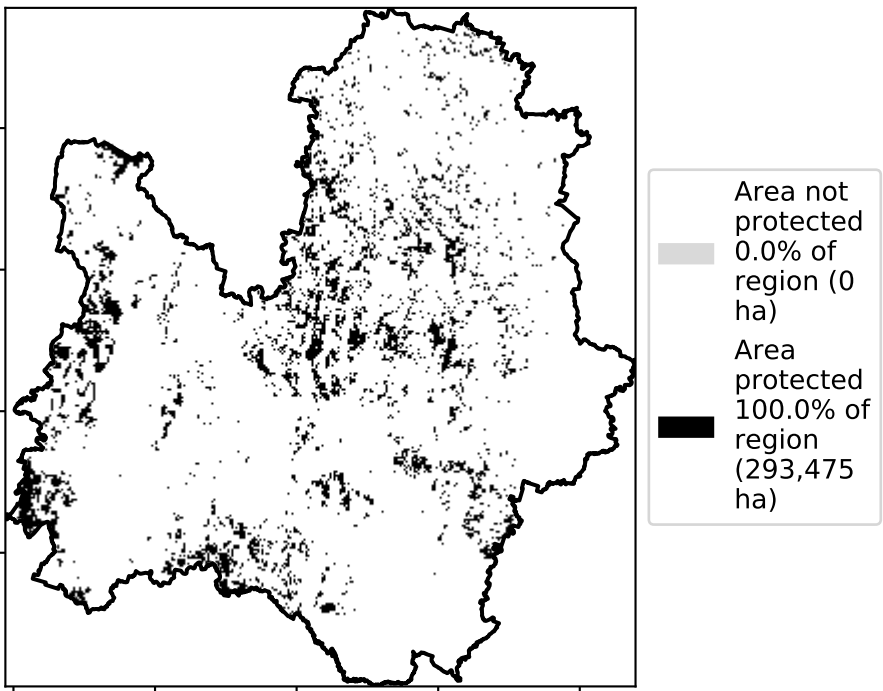 Area not
protected
0.0% of
region (0
ha)
Area
protected
100.0% of
region
(293,475
ha)